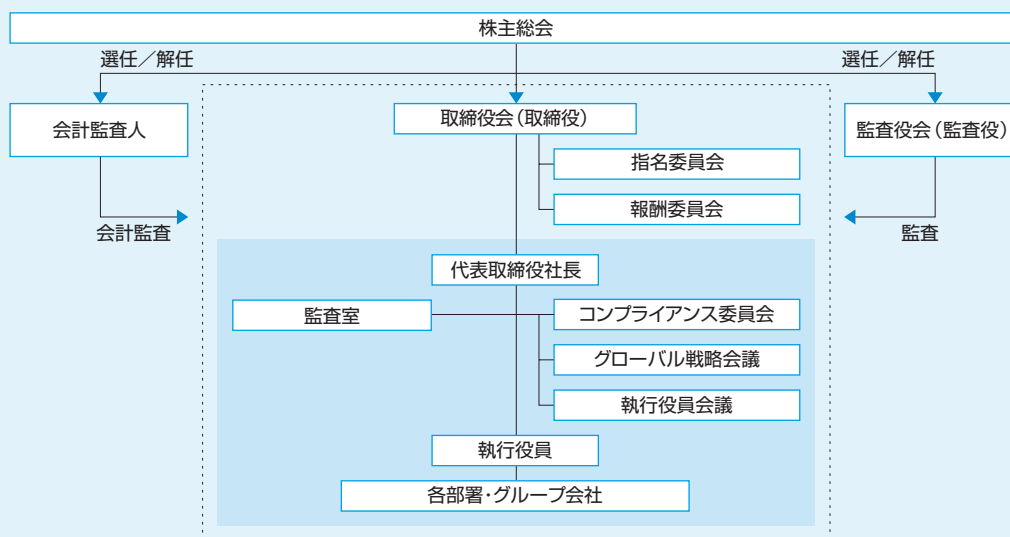 株主総会
選任／解任
選任／解任
会計監査人
取締役会（取締役）
監査役会（監査役）
指名委員会
報酬委員会
会計監査
監査
代表取締役社長
監査室
コンプライアンス委員会
グローバル戦略会議
執行役員会議
執行役員
各部署・グループ会社